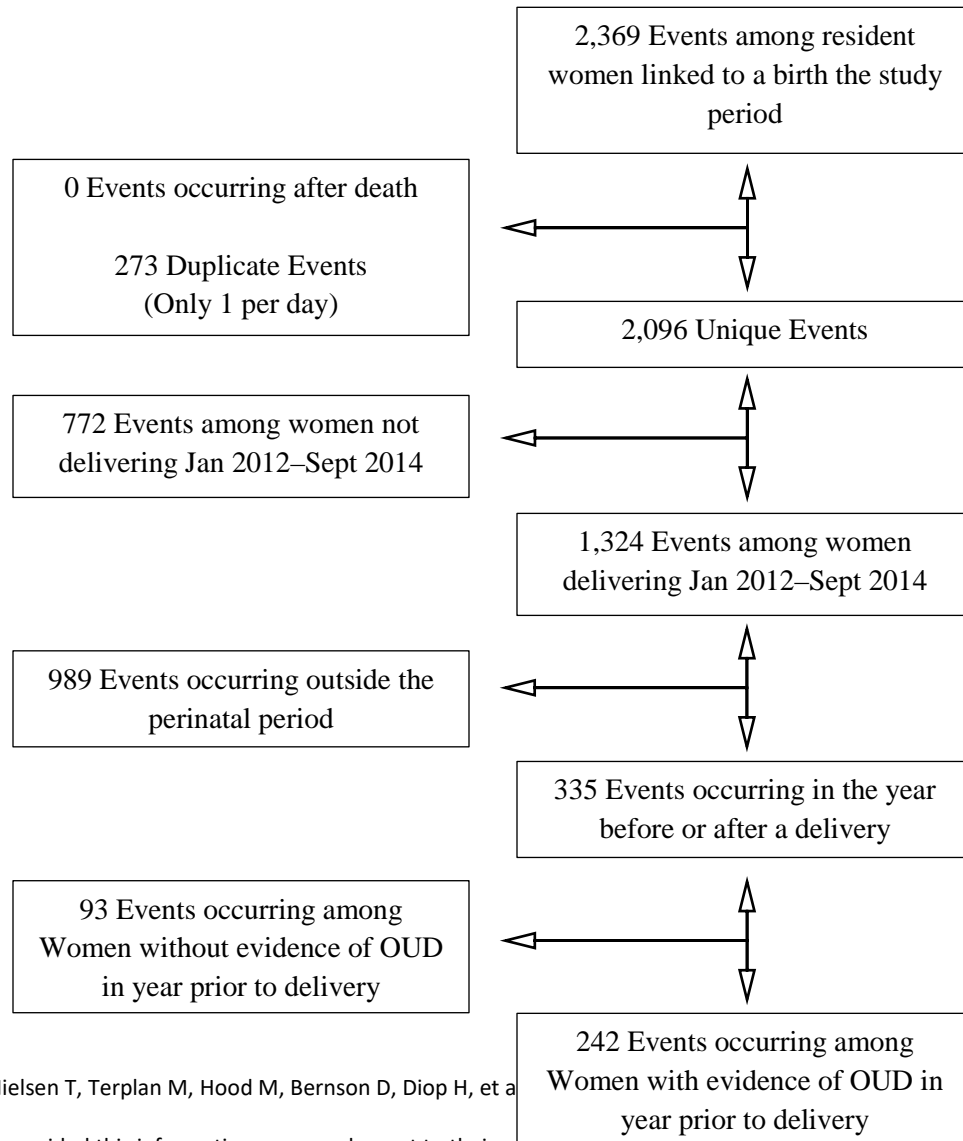 2,369 Events among resident
women linked to a birth the study
period
0 Events occurring after death
273 Duplicate Events
(Only 1 per day)
2,096 Unique Events
772 Events among women not
delivering Jan 2012–Sept 2014
1,324 Events among women
delivering Jan 2012–Sept 2014
989 Events occurring outside the
perinatal period
335 Events occurring in the year
before or after a delivery
93 Events occurring among
Women without evidence of OUD
in year prior to delivery
242 Events occurring among
Women with evidence of OUD in
year prior to delivery
Nielsen T, Terplan M, Hood M, Bernson D, Diop H, et a